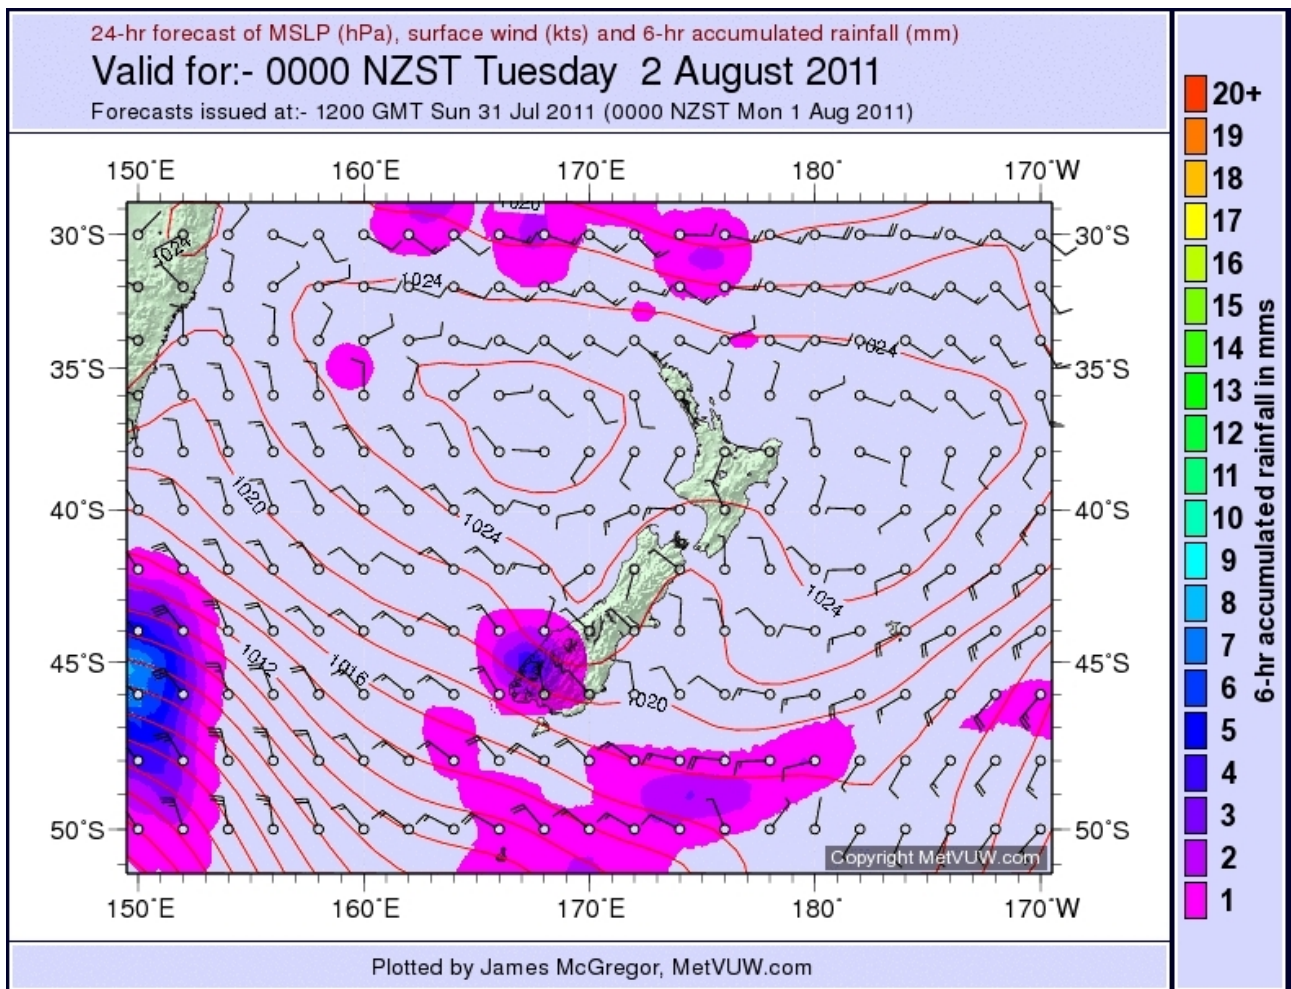 24-hr forecast of MSLP (hPa), surface wind (kts) and 6-hr accumulated rainfall (mm)
Valid for:- 0000 NZST Tuesday 2 August 2011
Forecasts issued at:- 1200 GMT Sun 31 Jul 2011 (0000 NZST Mon 1 Aug 2011)
150˚E 160˚E 170˚E 180˚ 170˚W
1020
30˚S 30˚S
1024
1024
1024
35˚S 35˚S
1020
40˚S 40˚S
1024
1024
45˚S 45˚S
1012
1016
1020
50˚S 50˚S
Copyright MetVUW.com
150˚E 160˚E 170˚E 180˚ 170˚W
Plotted by James McGregor, MetVUW.com
20+
19
18
17
16
15
14
13
12
11
10
9
8
7
6
5
4
3
2
1
6-hr accumulated rainfall in mms